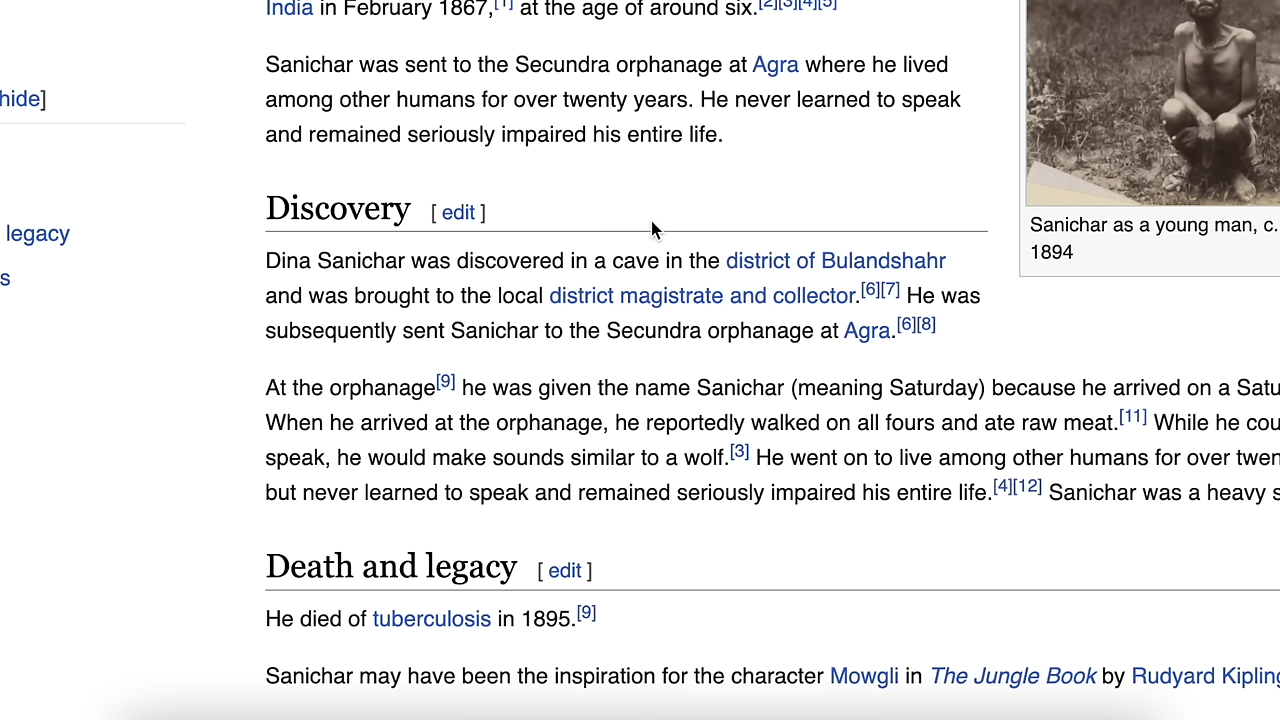 India in February 1867,[1] at the age of around six.[2][3][4][5]
Sanichar was sent to the Secundra orphanage at Agra where he lived
among other humans for over twenty years. He never learned to speak
and remained seriously impaired his entire life.
hide]
legacy
s
Discovery [ edit ]
Dina Sanichar was discovered in a cave in the district of Bulandshahr
and was brought to the local district magistrate and collector.[6][7] He was
subsequently sent Sanichar to the Secundra orphanage at Agra.[6][8]
Sanichar as a young man, c.
1894
At the orphanage[9] he was given the name Sanichar (meaning Saturday) because he arrived on a Satu
When he arrived at the orphanage, he reportedly walked on all fours and ate raw meat.[11] While he cou
speak, he would make sounds similar to a wolf.[3] He went on to live among other humans for over twen
but never learned to speak and remained seriously impaired his entire life.[4][12] Sanichar was a heavy s
Death and legacy [ edit ]
He died of tuberculosis in 1895.[9]
Sanichar may have been the inspiration for the character Mowgli in The Jungle Book by Rudyard Kipling